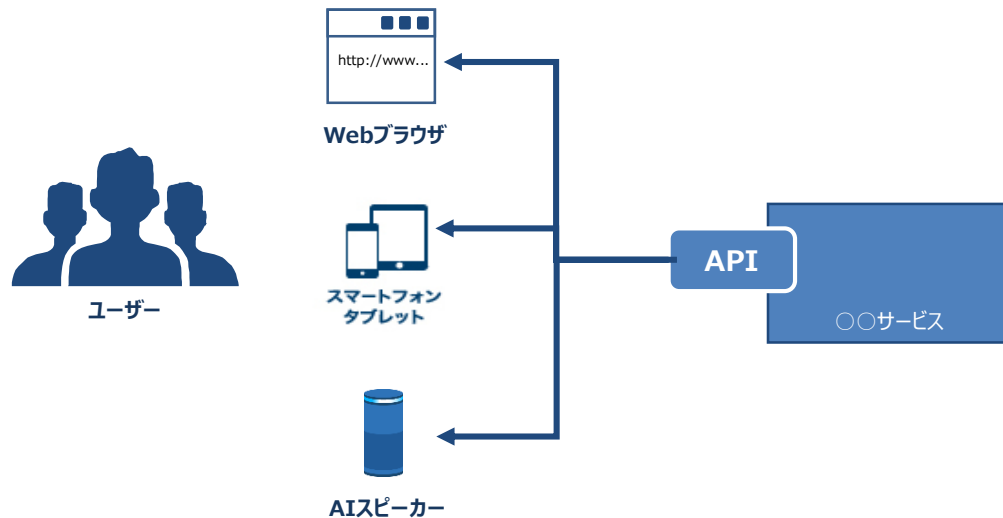 http://www...
Webブラウザ
ユーザー
スマートフォン
タブレット
API
○○サービス
AIスピーカー